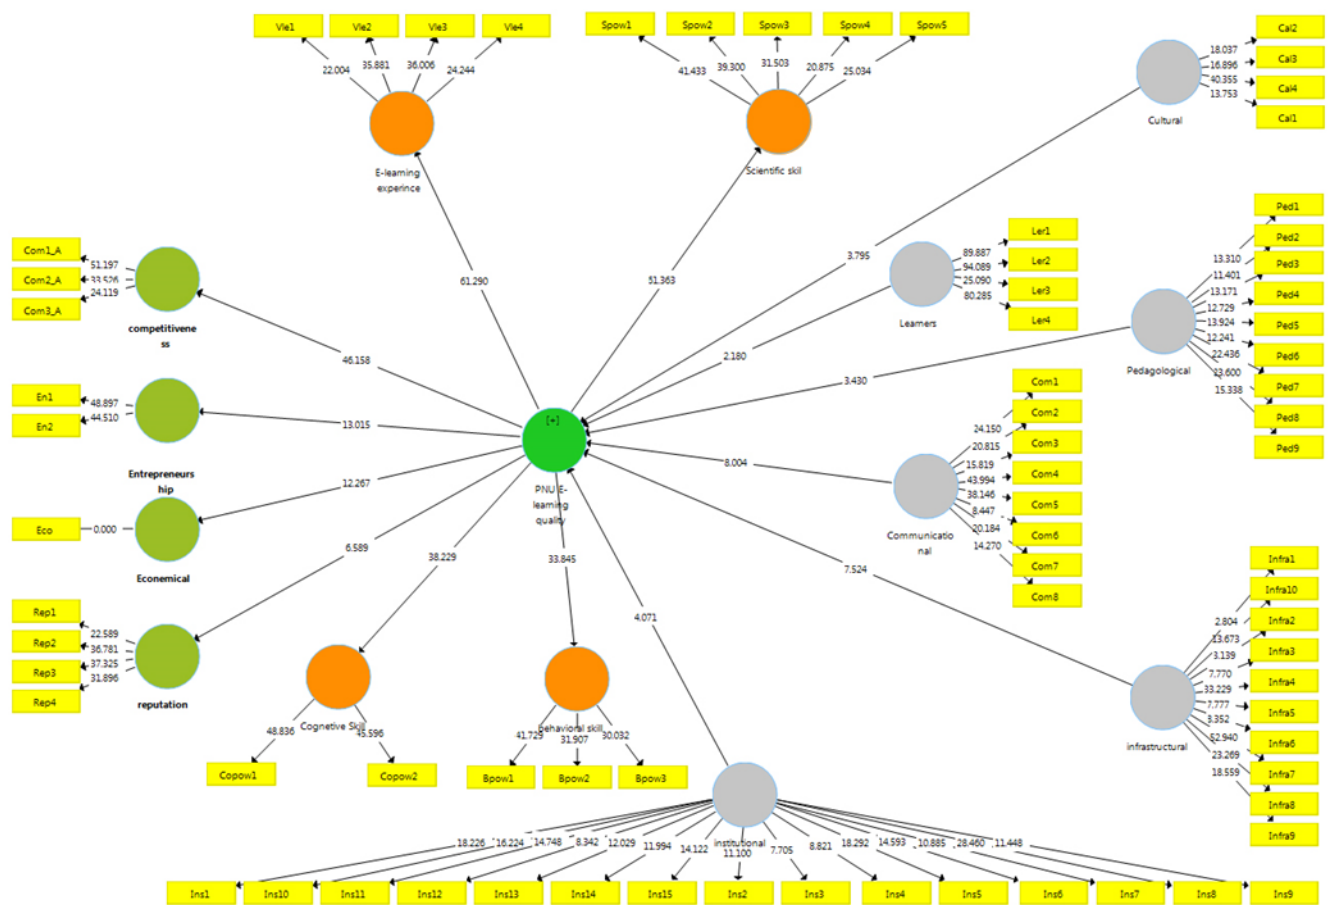 Vle1
Vle2
Vle3
Vle4
22.004
35.881
36.006
24.244
E-learning
experince
Spow1
Spow2
Spow3
Spow4
Spow5
41.433
39.300
31.503
20.875
25.034
Scientific skil
Cal2
Cal3
Cal4
Cal1
18.037
16.896
40.355
13.753
Cultural
Com1_A
Com2_A
Com3_A
51.197
33.526
24.119
competitivene
ss
61.290
51.363
3.795
Ler1
Ler2
Ler3
Ler4
89.887
94.089
25.090
80.285
Learners
Ped1
Ped2
Ped3
Ped4
Ped5
Ped6
Ped7
Ped8
Ped9
13.310
11.401
13.171
12.729
13.924
12.241
22.436
23.600
15.338
Pedagological
46.158
2.180
3.430
En1
En2
48.897
44.510
Entrepreneurs
hip
13.015
[+]
PNU E-
learning
quality
8.004
Com1
Com2
Com3
Com4
Com5
Com6
Com7
Com8
24.150
20.815
15.819
43.994
38.146
8.447
20.184
14.270
Communicatio
nal
Eco
0.000
Econemical
12.267
6.589
38.229
33.845
4.071
7.524
Rep1
Rep2
Rep3
Rep4
22.589
36.781
37.325
31.896
reputation
Infra1
Infra10
Infra2
Infra3
Infra4
Infra5
Infra6
Infra7
Infra8
Infra9
2.804
13.673
3.139
7.770
33.229
7.777
3.352
52.940
23.269
18.559
infrastructural
Cognetive Skil
48.836
45.596
Copow1
Copow2
behavioral skil
41.729
31.907
30.032
Bpow1
Bpow2
Bpow3
institutional
18.226
16.224
14.748
8.342
12.029
11.994
14.122
11.100
7.705
8.821
18.292
14.593
10.885
28.460
11.448
Ins1
Ins10
Ins11
Ins12
Ins13
Ins14
Ins15
Ins2
Ins3
Ins4
Ins5
Ins6
Ins7
Ins8
Ins9